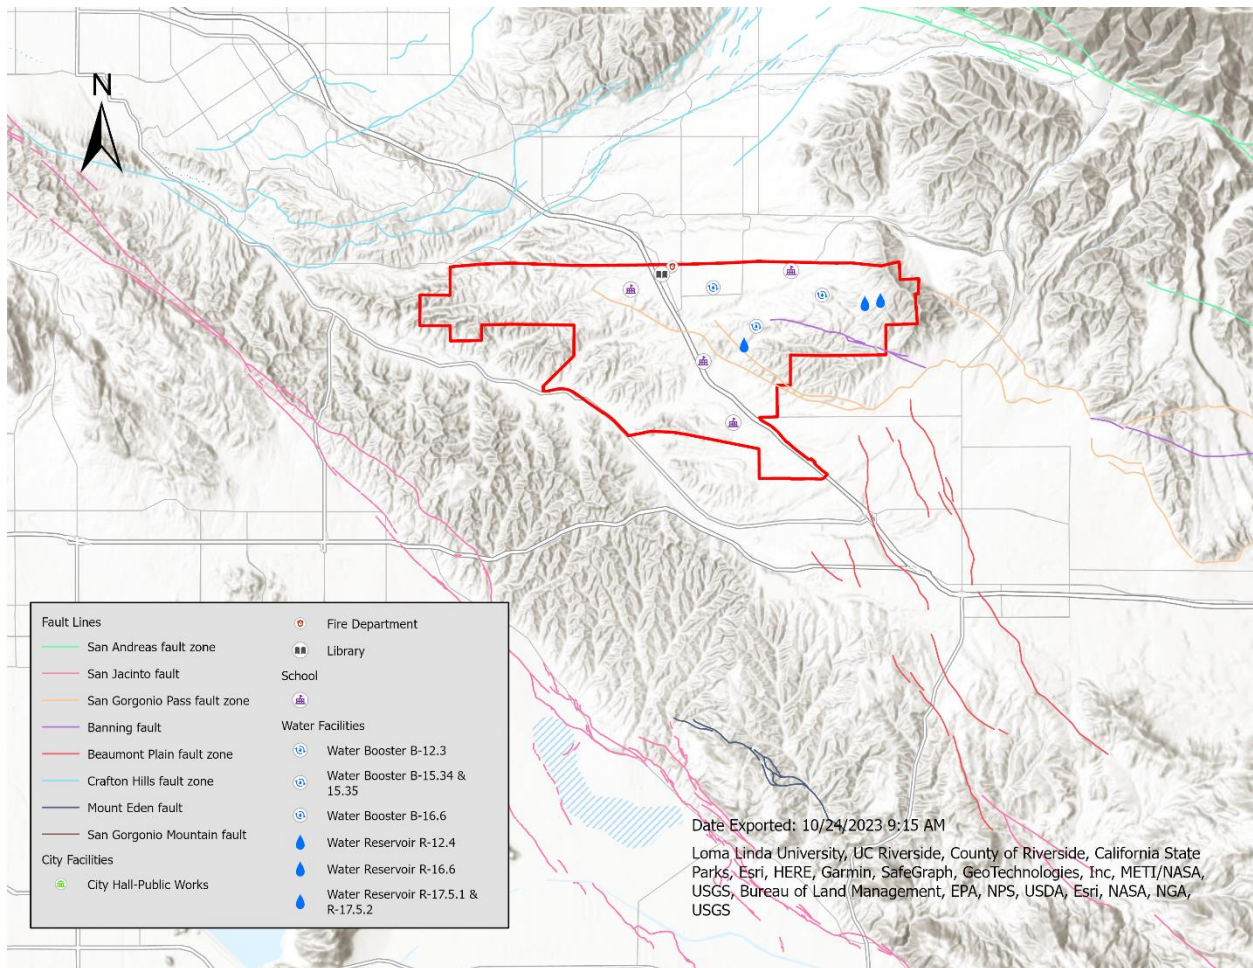 N
Fault Lines
San Andreas fault zone
San Jacinto fault
San Gorgonio Pass fault zone
Banning fault
Beaumont Plain fault zone
Crafton Hills fault zone
Mount Eden fault
San Gorgonio Mountain fault
City Facilities
City Hall-Public Works
Fire Department
Library
School
Water Facilities
Water Booster B-12.3
Water Booster B-15.34 &
15.35
Water Booster B-16.6
Water Reservoir R-12.4
Water Reservoir R-16.6
Water Reservoir R-17.5.1 &
R-17.5.2
Date Exported: 10/24/2023 9:15 AM
Loma Linda University, UC Riverside, County of Riverside, California State
Parks, Esri, HERE, Garmin, SafeGraph, GeoTechnologies, Inc, METI/NASA,
USGS, Bureau of Land Management, EPA, NPS, USDA, Esri, NASA, NGA,
USGS